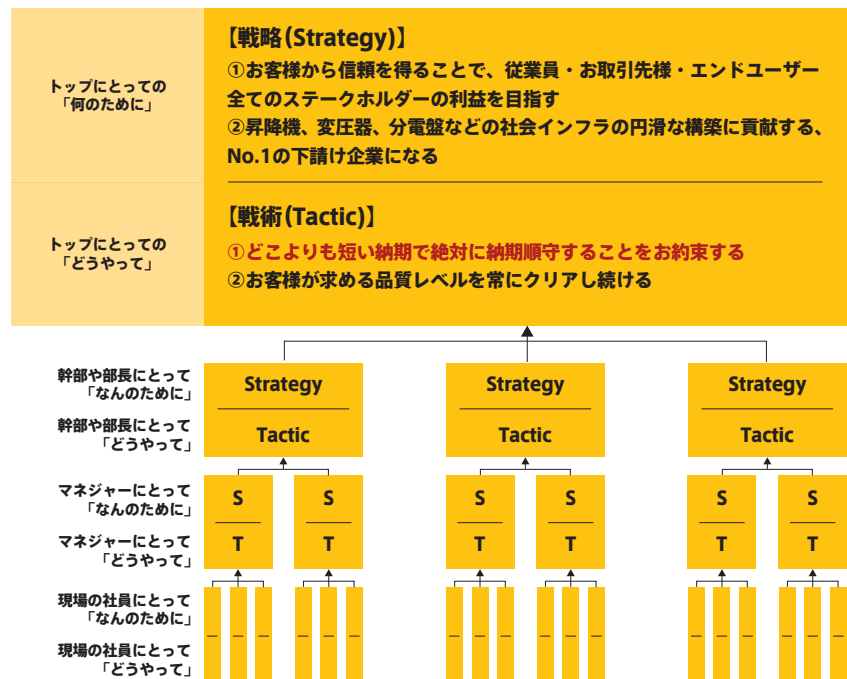 トップにとっての
「何のために」
【戦略(Strategy)】
①お客様から信頼を得ることで、従業員・お取引先様・エンドユーザー
全てのステークホルダーの利益を目指す
②昇降機、変圧器、分電盤などの社会インフラの円滑な構築に貢献する、
No.1の下請け企業になる
トップにとっての
「どうやって」
【戦術(Tactic)】
①どこよりも短い納期で絶対に納期順守することをお約束する
②お客様が求める品質レベルを常にクリアし続ける
幹部や部長にとって
「なんのために」
Strategy
Strategy
Strategy
幹部や部長にとって
「どうやって」
Tactic
Tactic
Tactic
マネジャーにとって
「なんのために」
S
S
S
S
S
S
マネジャーにとって
「どうやって」
T
T
T
T
T
T
現場の社員にとって
「なんのために」
現場の社員にとって
「どうやって」